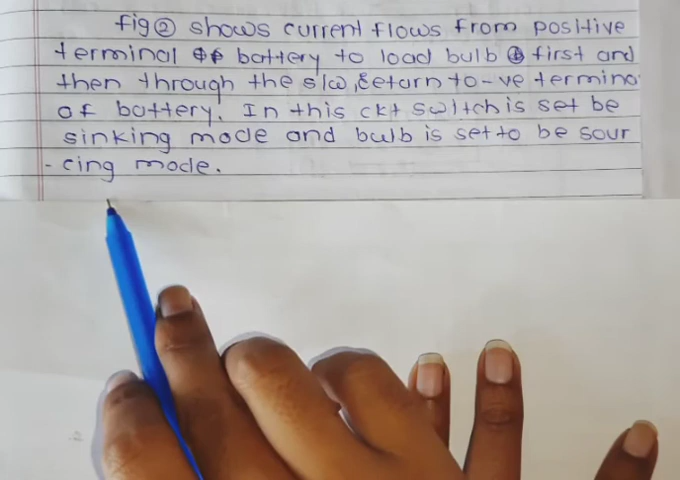 fig② shows current flows from positive
terminal of battery to load bulb first and
then through the s/w, return to -ve termino
of battery. In this ckt switch is set be
sinking mode and bulb is set to be sour
- cing mode.